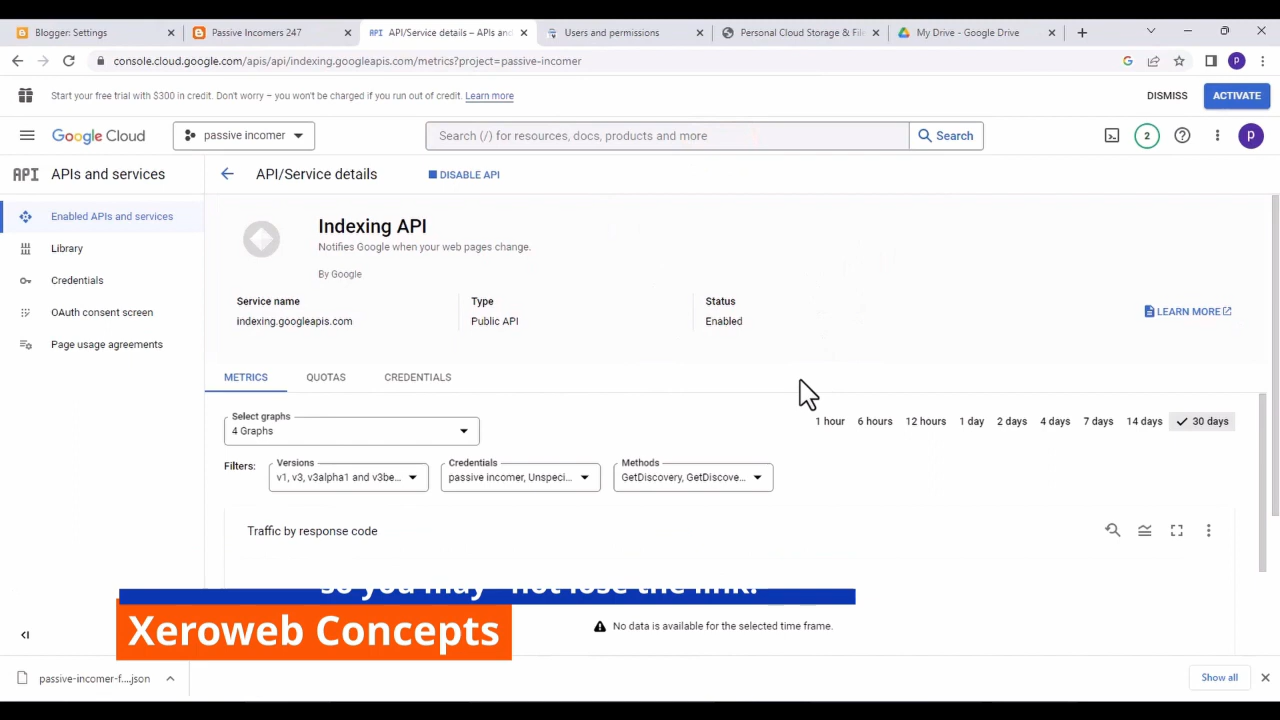 Blogger: Settings
Passive Incomers 247
API/Service details – APIs and
Users and permissions
Personal Cloud Storage & File
My Drive - Google Drive
console.cloud.google.com/apis/api/indexing.googleapis.com/metrics?project=passive-incomer
p
Start your free trial with $300 in credit. Don't worry – you won't be charged if you run out of credit. Learn more
DISMISS
ACTIVATE
Google Cloud
passive incomer
Search (/) for resources, docs, products and more
Search
2
p
API APIs and services
API/Service details
DISABLE API
Enabled APIs and services
Library
Credentials
OAuth consent screen
Page usage agreements
Indexing API
Notifies Google when your web pages change.
By Google
Service name
indexing.googleapis.com
Type
Public API
Status
Enabled
LEARN MORE
METRICS
QUOTAS
CREDENTIALS
Select graphs
4 Graphs
1 hour 6 hours 12 hours 1 day 2 days 4 days 7 days 14 days 30 days
Filters:
Versions
v1, v3, v3alpha1 and v3be...
Credentials
passive incomer, Unspeci...
Methods
GetDiscovery, GetDiscove...
Traffic by response code
so you may not lose the link.
Xeroweb Concepts
No data is available for the selected time frame.
passive-incomer-f....json
Show all